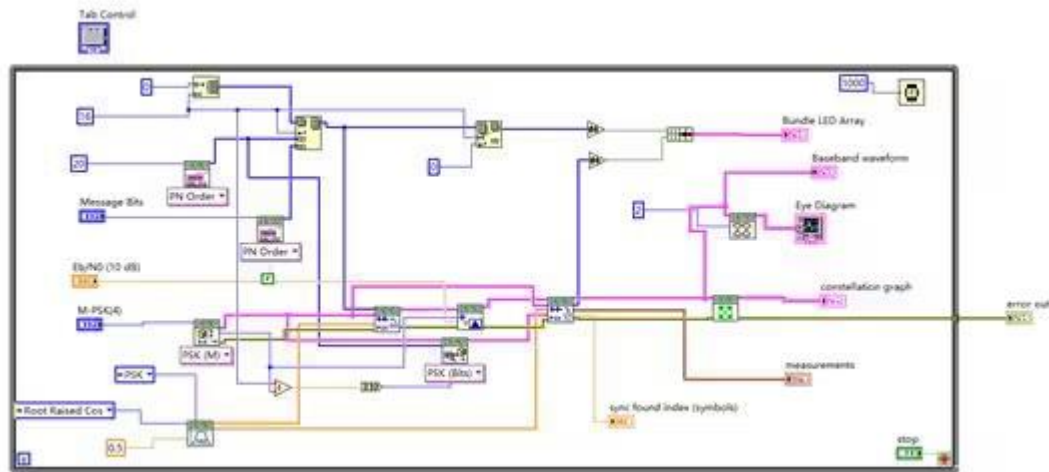 Tab Control
0
1000
16
Bundle LED Array
20
0
Baseband waveform
PN Order
Message Bits
2
Eye Diagram
PN Order
Eb/N0 (10 dB)
constellation graph
M-PSK(4)
error out
PSK (M)
PSK (Bits)
measurements
PSK
Root Raised Cos
sync found index (symbols)
0.5
stop